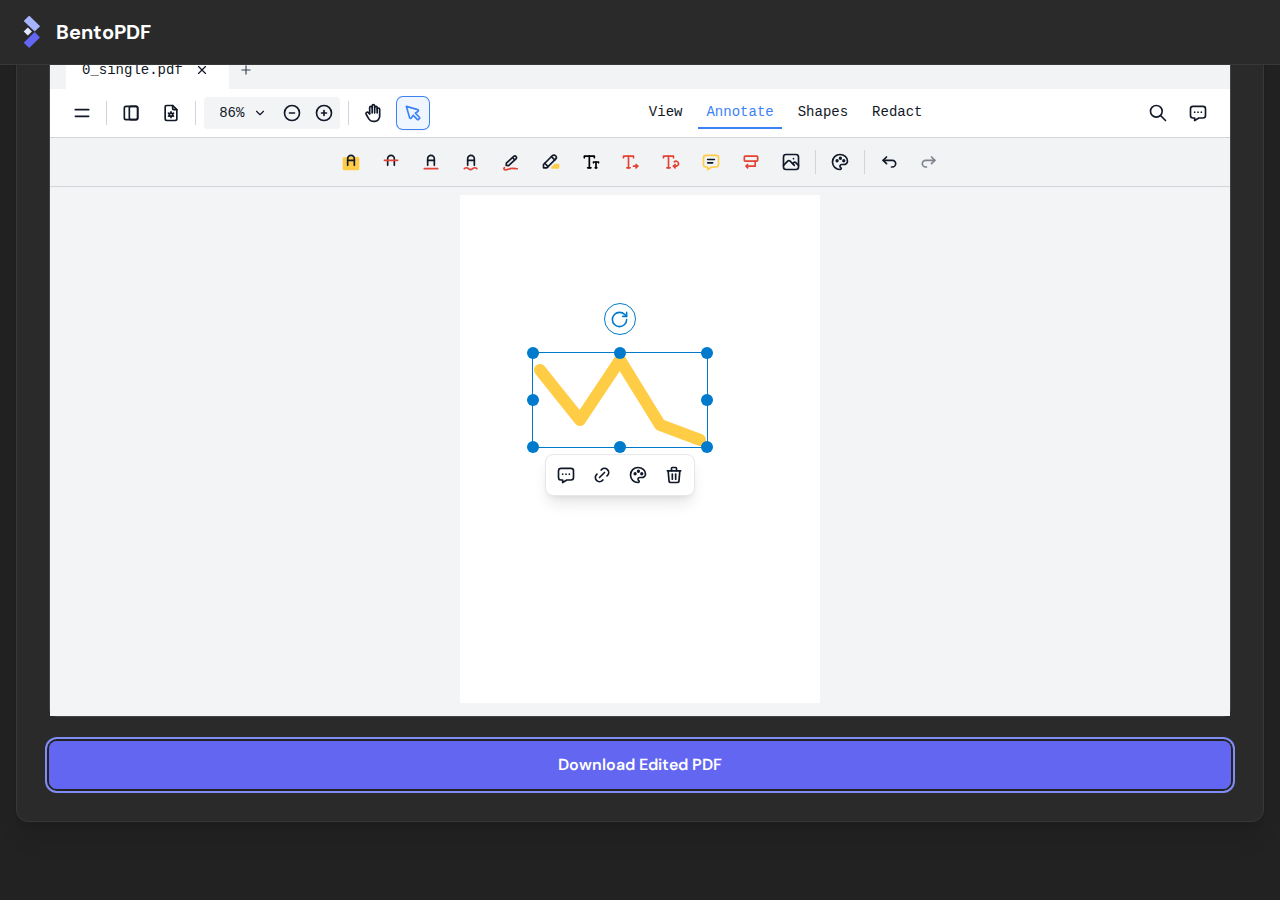 BentoPDF
0_single.pdf
86%
View Annotate Shapes Redact
Download Edited PDF